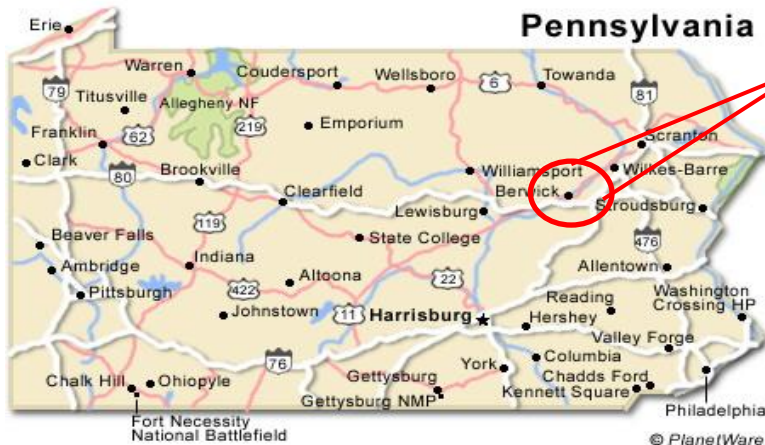 Pennsylvania
Erie
Warren
Coudersport
Wellsboro
6
Towanda
79
81
Titusville
Allegheny NF
219
Emporium
62
Franklin
Scranton
Clark
80
Brookville
Williamsport
Wilkes-Barre
Berwick
Clearfield
Lewisburg
Stroudsburg
119
State College
Beaver Falls
476
Indiana
Ambridge
22
Allentown
Altoona
422
Pittsburgh
Washington
Crossing HP
Reading
Johnstown
11
Harrisburg
Hershey
Valley Forge
76
Columbia
York
Chadds Ford
Chalk Hill
Ohiopyle
Gettysburg
Kennett Square
Gettysburg NMP
Fort Necessity
National Battlefield
Philadelphia
© PlanetWare